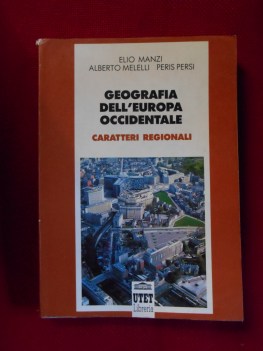 ELIO MANZI
ALBERTO MELELLI PERIS PERSI
GEOGRAFIA
DELL'EUROPA
OCCIDENTALE
CARATTERI REGIONALI
UTET
Libreria